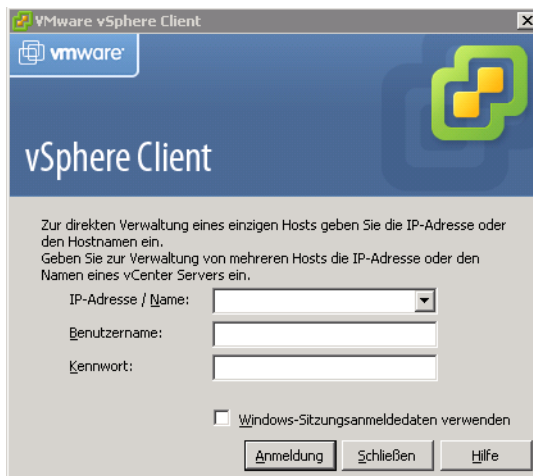 VMware vSphere Client
vmware
vSphere Client
Zur direkten Verwaltung eines einzigen Hosts geben Sie die IP-Adresse oder
den Hostnamen ein.
Geben Sie zur Verwaltung von mehreren Hosts die IP-Adresse oder den
Namen eines vCenter Servers ein.
IP-Adresse / Name:
Benutzername:
Kennwort:
Windows-Sitzungsanmeldedaten verwenden
Anmeldung Schließen Hilfe